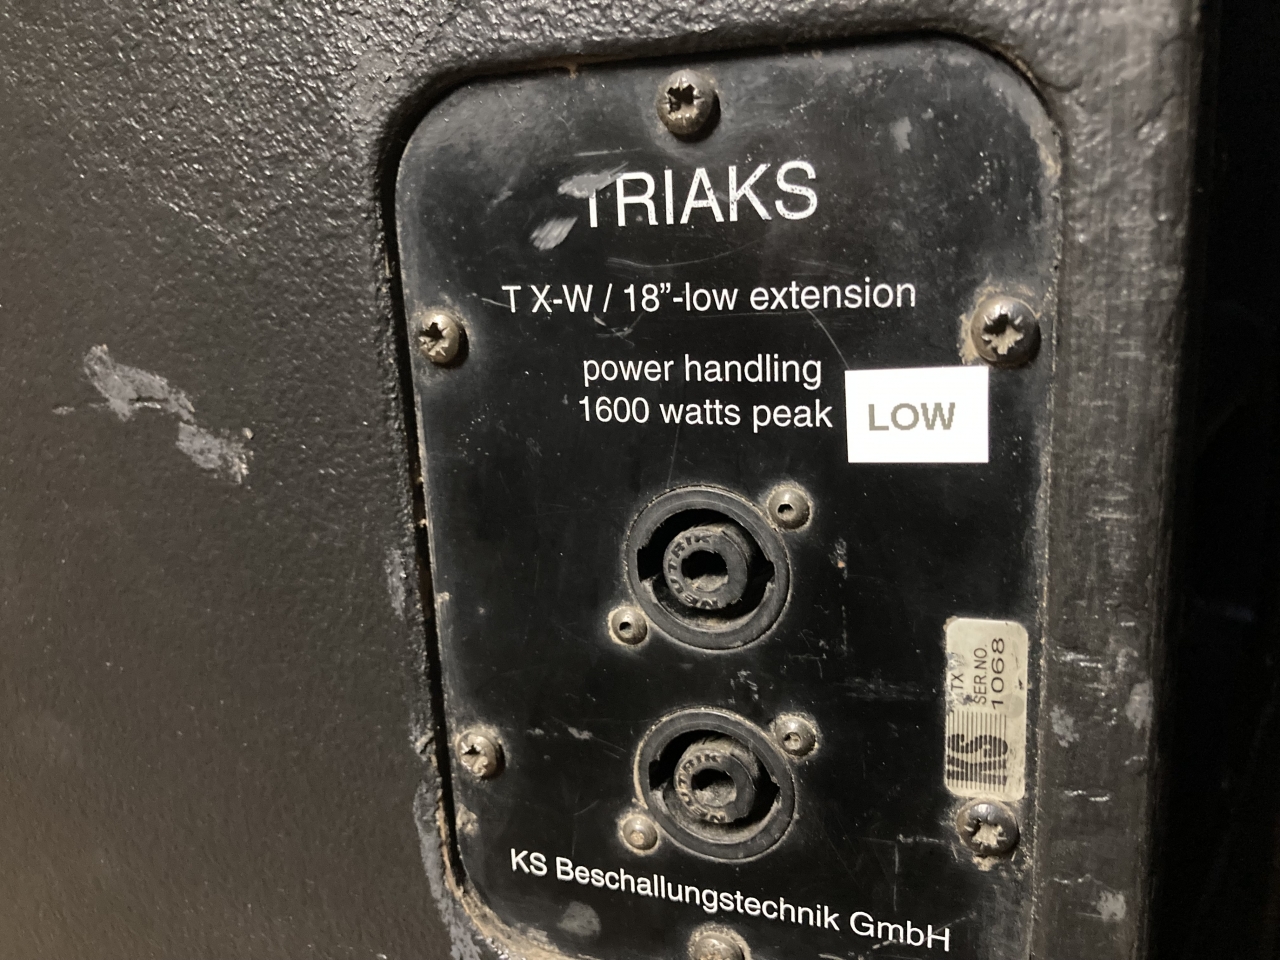 TRIAKS
T X-W / 18”-low extension
power handling
1600 watts peak
LOW
NEUTRIK
KS
TX
SER.NO.
1068
NEUTRIK
KS Beschallungstechnik GmbH